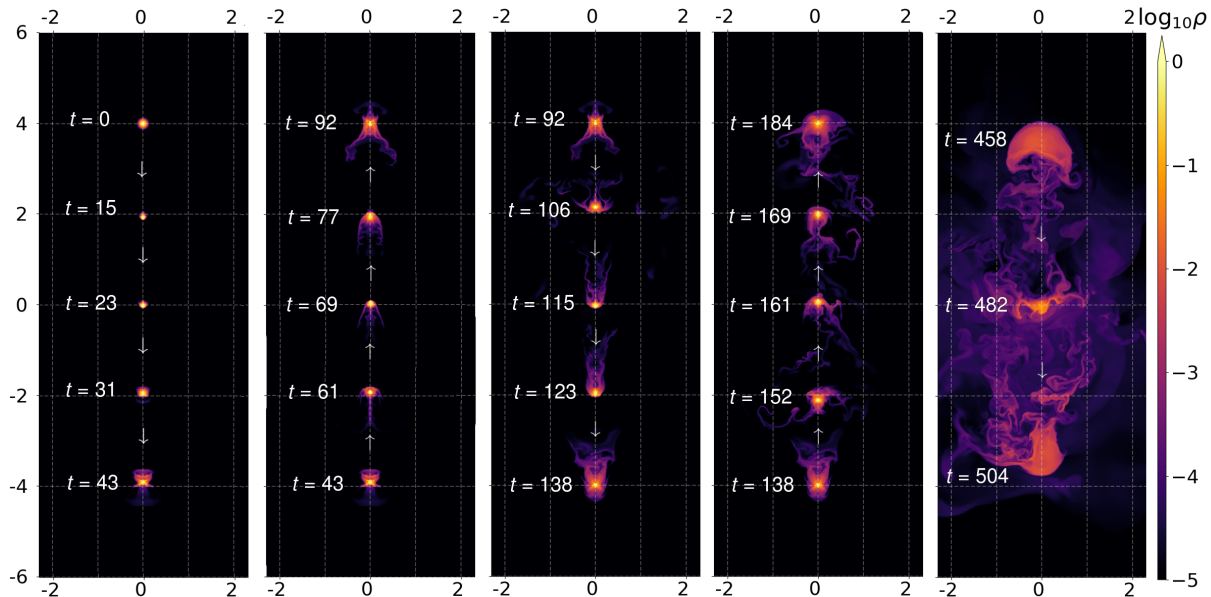 -2 0 2 -2 0 2 -2 0 2 -2 0 2 -2 0 2 log₁₀ρ
6
4
2
0
-2
-4
-6
t = 0
t = 15
t = 23
t = 31
t = 43
t = 92
t = 77
t = 69
t = 61
t = 43
t = 92
t = 106
t = 115
t = 123
t = 138
t = 184
t = 169
t = 161
t = 152
t = 138
t = 458
t = 482
t = 504
0
−1
−2
−3
−4
−5
-2 0 2 -2 0 2 -2 0 2 -2 0 2 -2 0 2